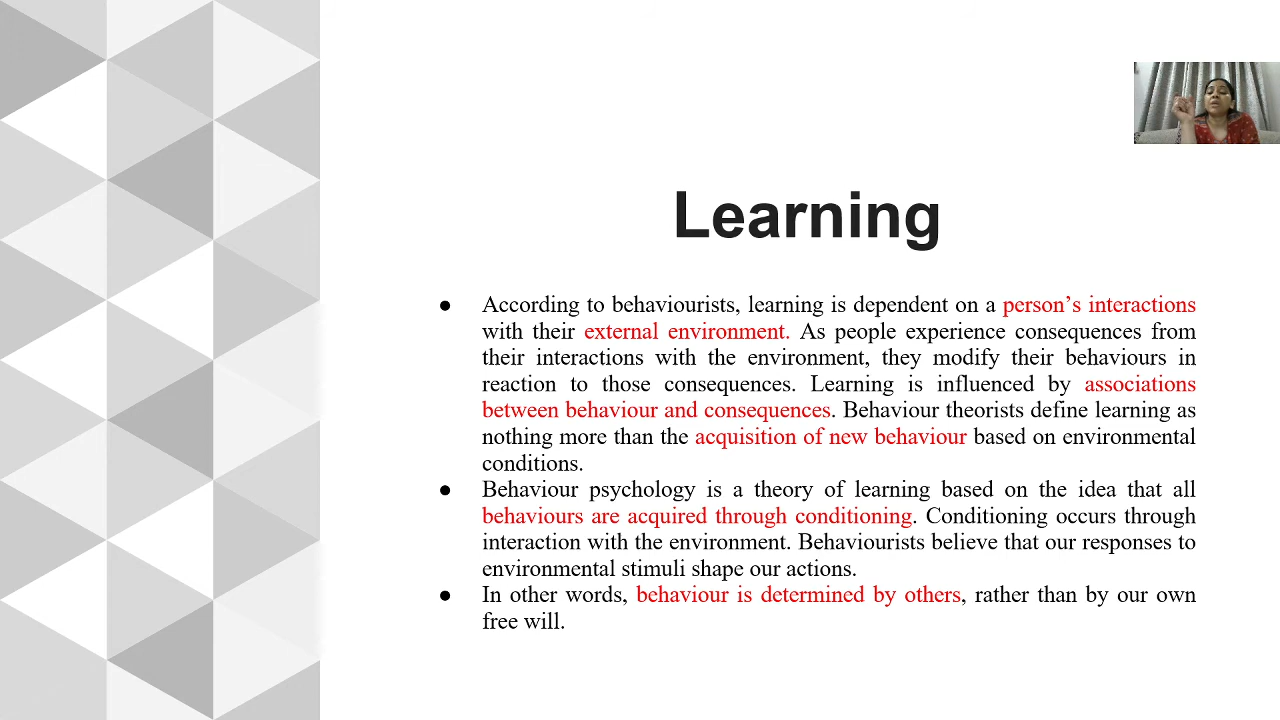 Learning
● According to behaviourists, learning is dependent on a person’s interactions
with their external environment. As people experience consequences from
their interactions with the environment, they modify their behaviours in
reaction to those consequences. Learning is influenced by associations
between behaviour and consequences. Behaviour theorists define learning as
nothing more than the acquisition of new behaviour based on environmental
conditions.
● Behaviour psychology is a theory of learning based on the idea that all
behaviours are acquired through conditioning. Conditioning occurs through
interaction with the environment. Behaviourists believe that our responses to
environmental stimuli shape our actions.
● In other words, behaviour is determined by others, rather than by our own
free will.